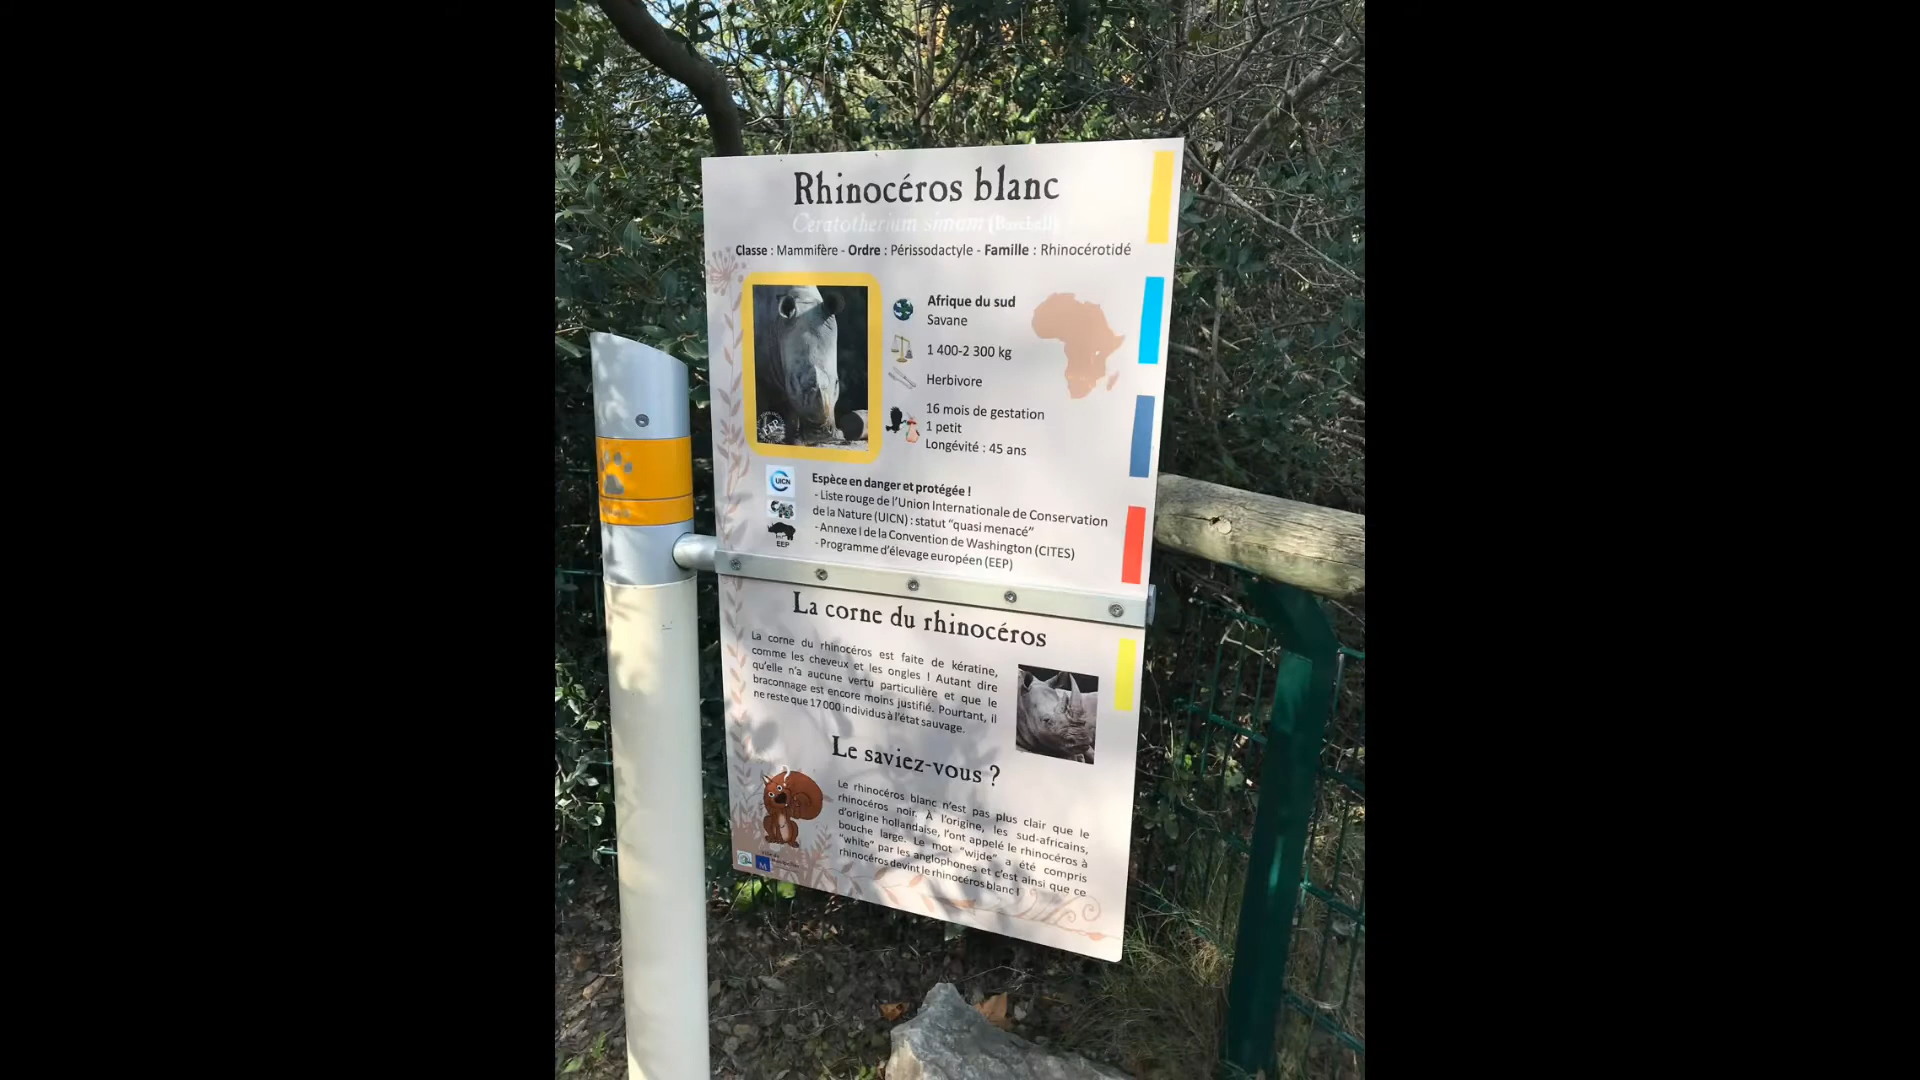 Rhinocéros blanc
Ceratotherium simum (Burchell)
Classe : Mammifère - Ordre : Périssodactyle - Famille : Rhinocérotidé
Afrique du sud
Savane
1 400-2 300 kg
Herbivore
16 mois de gestation
1 petit
Longévité : 45 ans
EEP
UICN
EEP
Espèce en danger et protégée !
- Liste rouge de l'Union Internationale de Conservation
de la Nature (UICN) : statut "quasi menacé"
- Annexe I de la Convention de Washington (CITES)
- Programme d'élevage européen (EEP)
La corne du rhinocéros
La corne du rhinocéros est faite de kératine,
comme les cheveux et les ongles ! Autant dire
qu'elle n'a aucune vertu particulière et que le
braconnage est encore moins justifié. Pourtant, il
ne reste que 17 000 individus à l'état sauvage.
Le saviez-vous ?
Le rhinocéros blanc n'est pas plus clair que le
rhinocéros noir. À l'origine, les sud-africains,
d'origine hollandaise, l'ont appelé le rhinocéros à
bouche large. Le mot "wijde" a été compris
"white" par les anglophones et c'est ainsi que ce
rhinocéros devint le rhinocéros blanc !
M